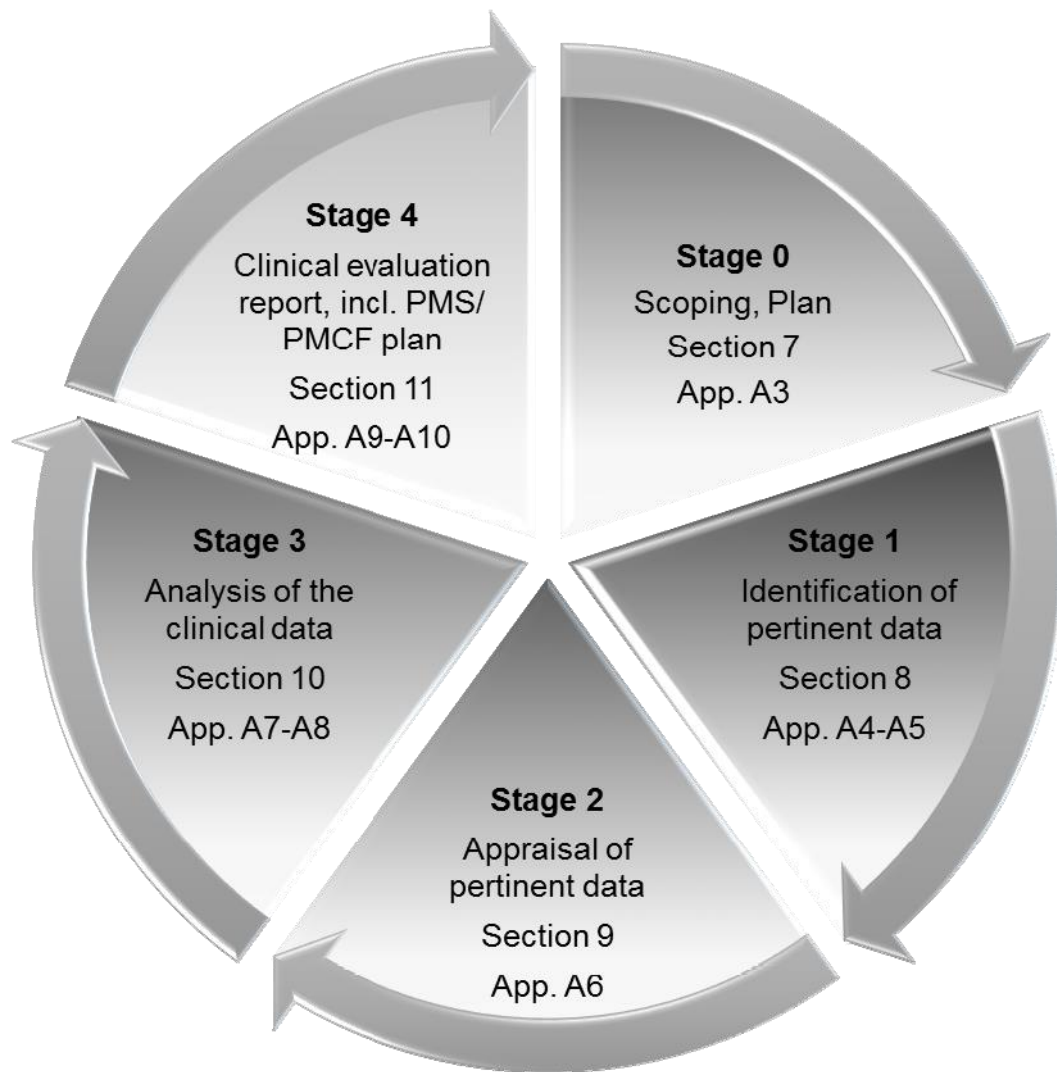 Stage 0
Scoping, Plan
Section 7
App. A3
Stage 1
Identification of
pertinent data
Section 8
App. A4-A5
Stage 2
Appraisal of
pertinent data
Section 9
App. A6
Stage 3
Analysis of the
clinical data
Section 10
App. A7-A8
Stage 4
Clinical evaluation
report, incl. PMS/
PMCF plan
Section 11
App. A9-A10